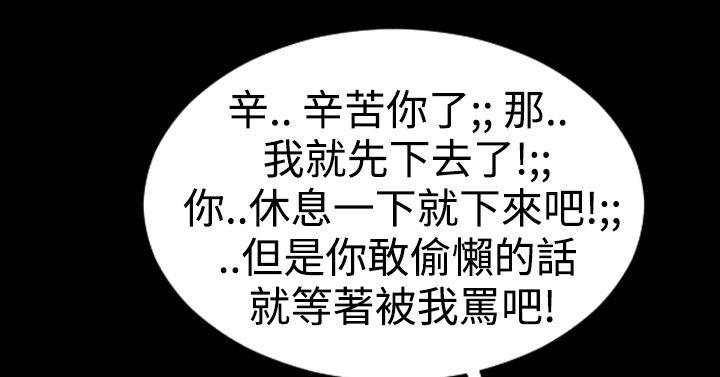 辛.. 辛苦你了;; 那..
我就先下去了!;;
你..休息一下就下來吧!;;
..但是你敢偷懶的話
就等著被我罵吧!